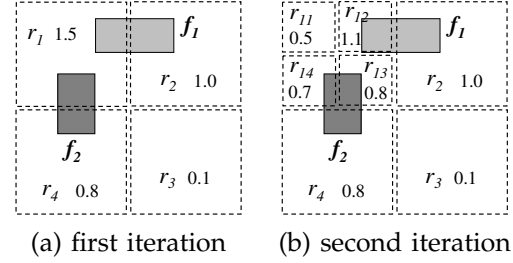 r1 1.5
f1
r2 1.0
f2
r4 0.8
r3 0.1
(a) first iteration
r11
0.5
r12
1.1
f1
r14
0.7
r13
0.8
r2 1.0
f2
r4 0.8
r3 0.1
(b) second iteration